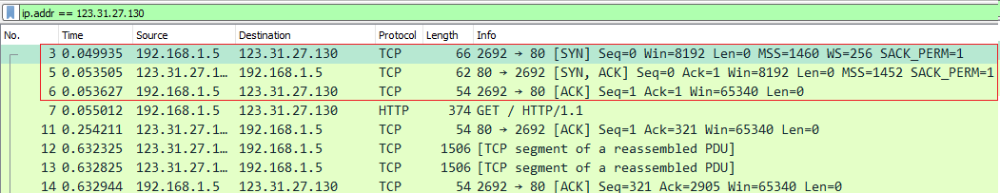 ip.addr == 123.31.27.130
No. Time Source Destination Protocol Length Info
3 0.049935 192.168.1.5 123.31.27.130 TCP 66 2692 → 80 [SYN] Seq=0 Win=8192 Len=0 MSS=1460 WS=256 SACK_PERM=1
5 0.053505 123.31.27.1… 192.168.1.5 TCP 62 80 → 2692 [SYN, ACK] Seq=0 Ack=1 Win=8192 Len=0 MSS=1452 SACK_PERM=1
6 0.053627 192.168.1.5 123.31.27.130 TCP 54 2692 → 80 [ACK] Seq=1 Ack=1 Win=65340 Len=0
7 0.055012 192.168.1.5 123.31.27.130 HTTP 374 GET / HTTP/1.1
11 0.254211 123.31.27.1… 192.168.1.5 TCP 54 80 → 2692 [ACK] Seq=1 Ack=321 Win=65340 Len=0
12 0.632325 123.31.27.1… 192.168.1.5 TCP 1506 [TCP segment of a reassembled PDU]
13 0.632825 123.31.27.1… 192.168.1.5 TCP 1506 [TCP segment of a reassembled PDU]
14 0.632944 192.168.1.5 123.31.27.130 TCP 54 2692 → 80 [ACK] Seq=321 Ack=2905 Win=65340 Len=0